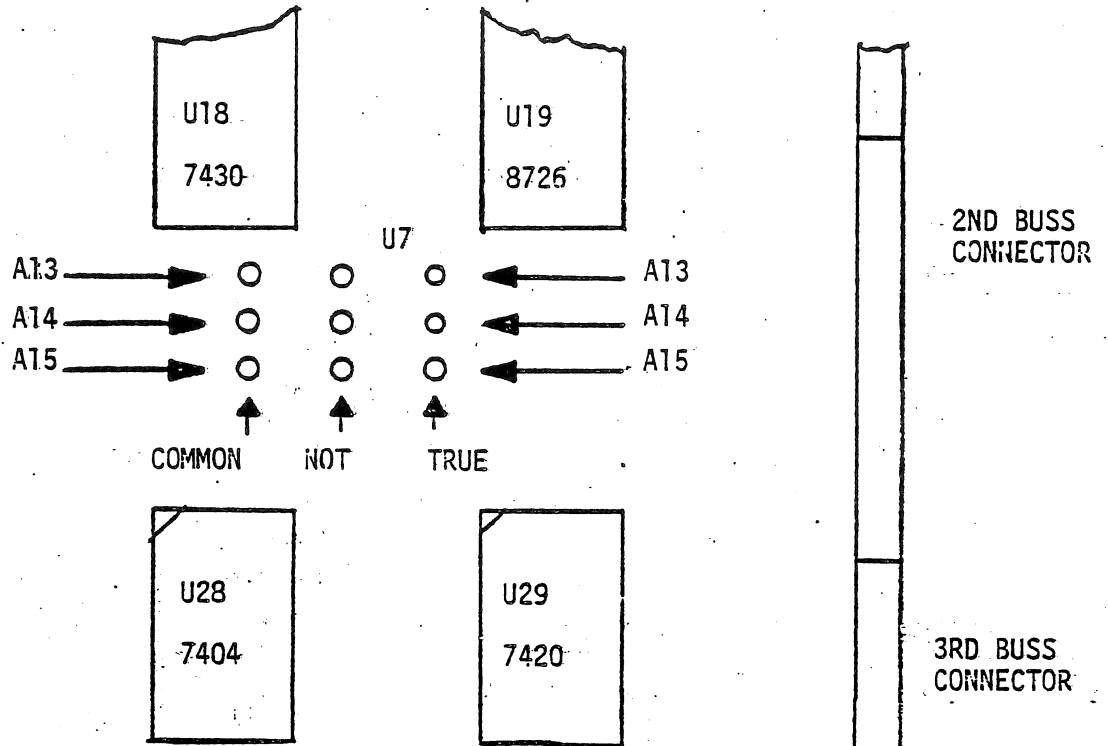 U18
7430
U19
8726
U7
A13
A13
A14
A14
A15
A15
COMMON NOT TRUE
2ND BUSS
CONNECTOR
U28
7404
U29
7420
3RD BUSS
CONNECTOR